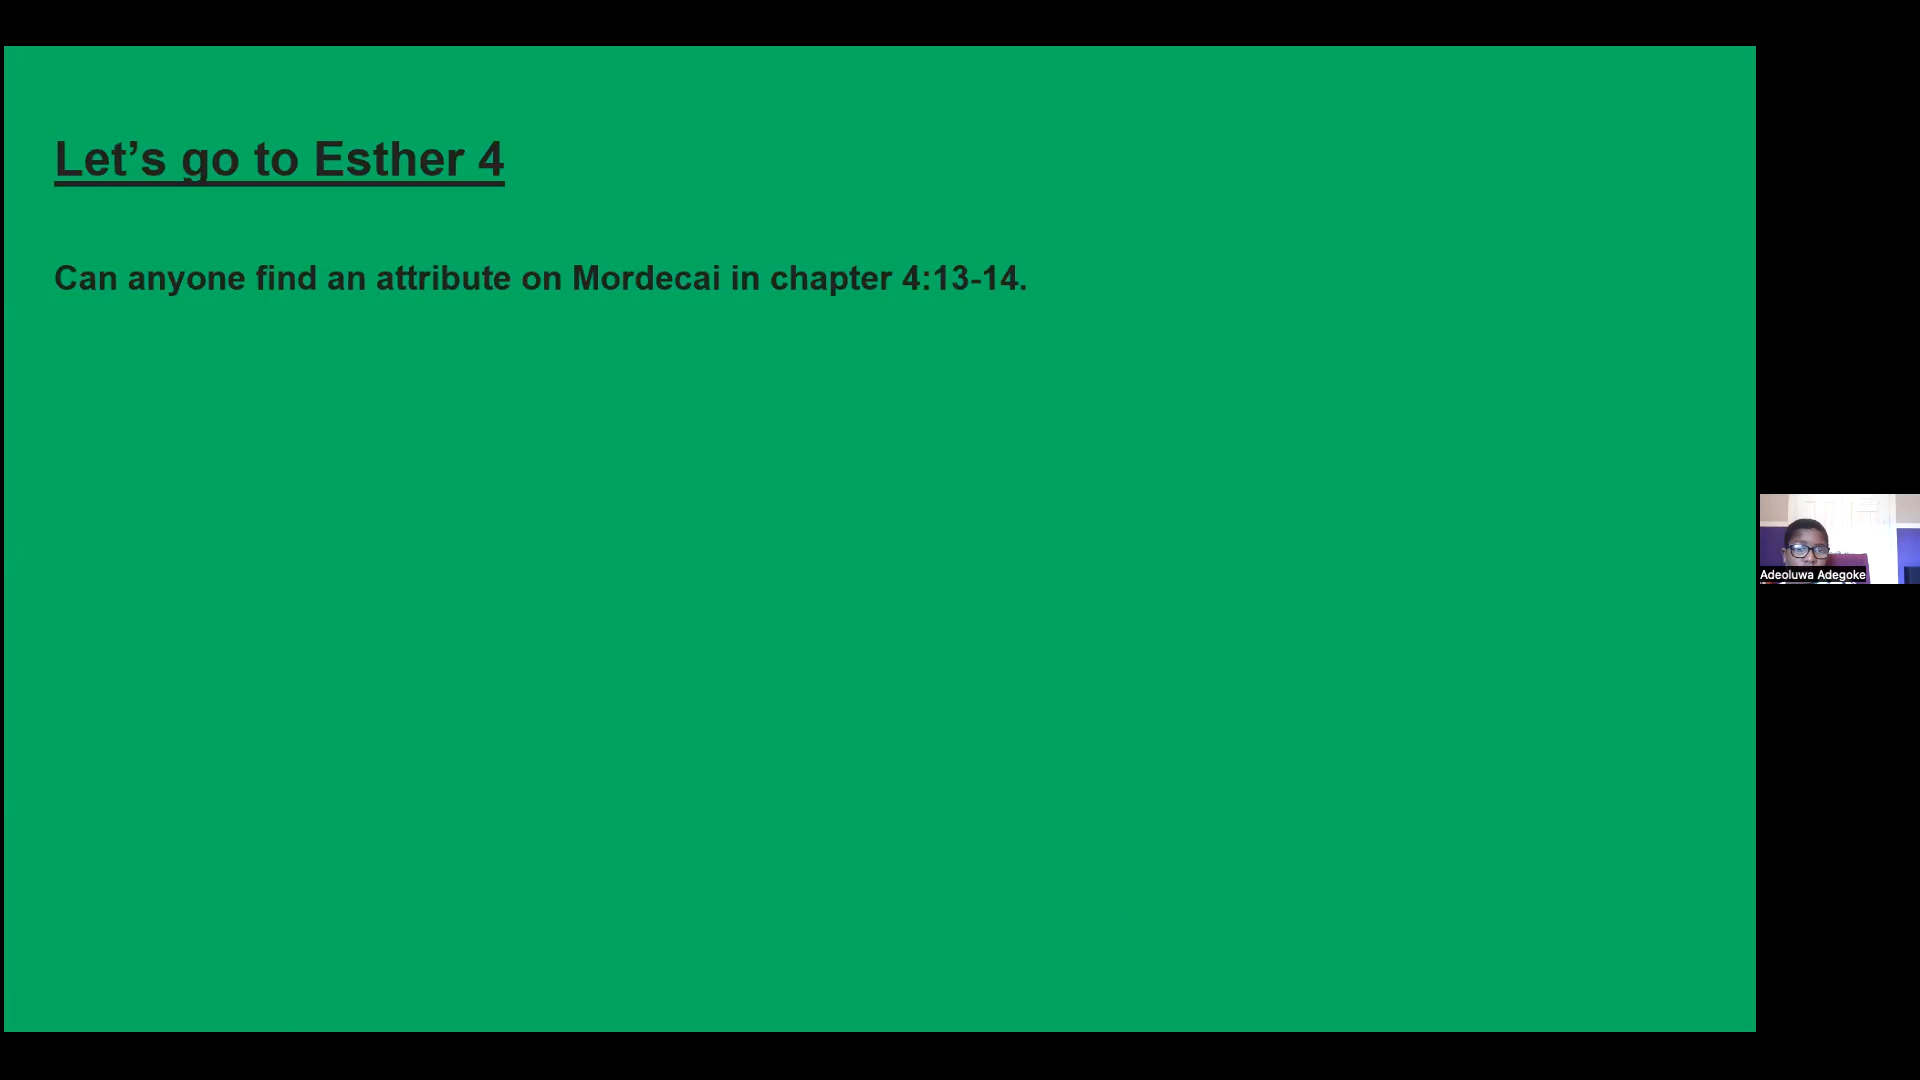 Let’s go to Esther 4
Can anyone find an attribute on Mordecai in chapter 4:13-14.
Adeoluwa Adegoke